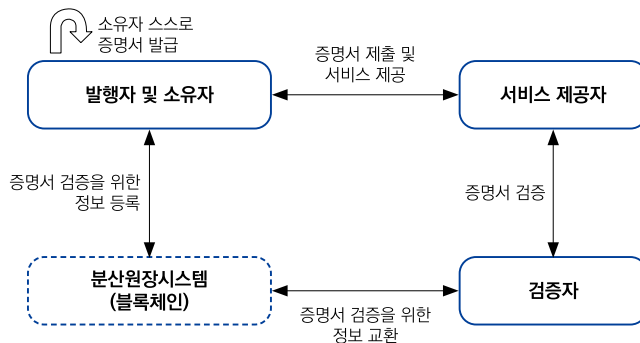 소유자 스스로
증명서 발급
발행자 및 소유자
증명서 제출 및
서비스 제공
서비스 제공자
증명서 검증을 위한
정보 등록
증명서 검증
분산원장시스템
(블록체인)
증명서 검증을 위한
정보 교환
검증자